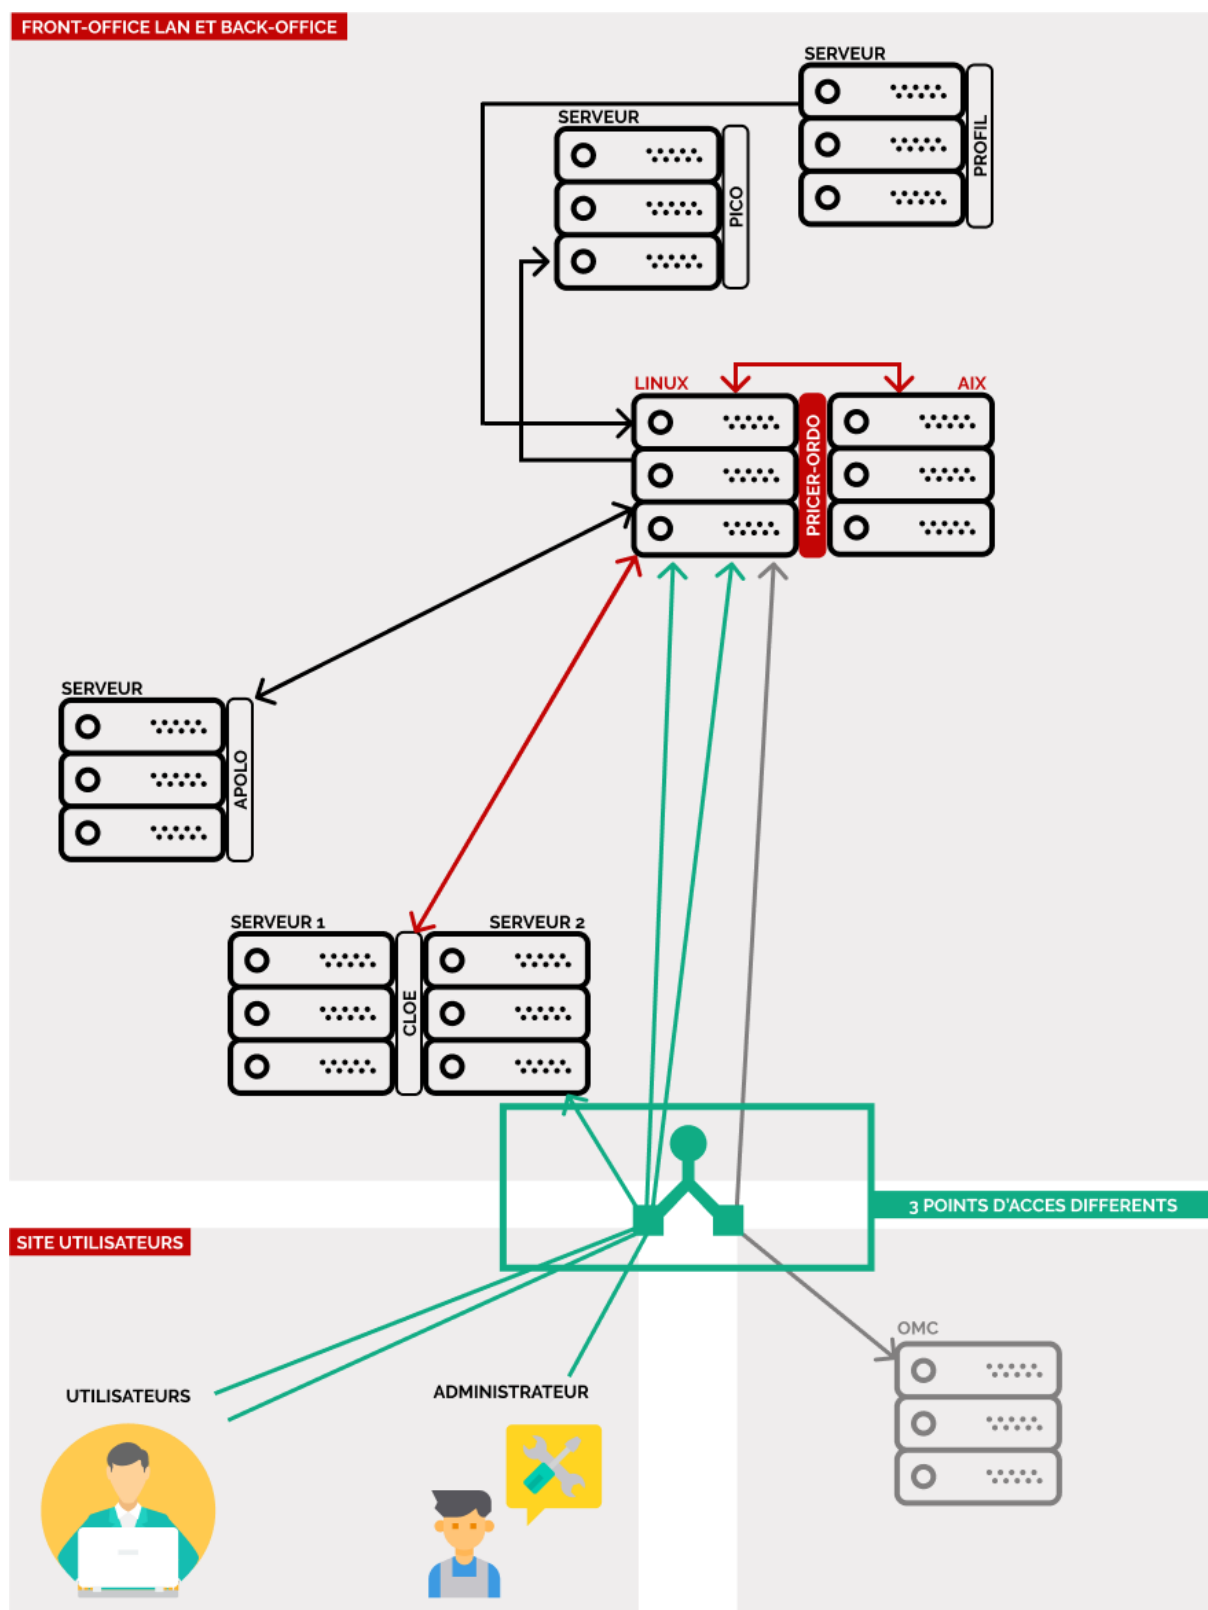 FRONT-OFFICE LAN ET BACK-OFFICE
SERVEUR
PROFIL
SERVEUR
PICO
LINUX
AIX
PRICER-ORDO
SERVEUR
APOLO
SERVEUR 1
SERVEUR 2
CLOE
3 POINTS D'ACCES DIFFERENTS
SITE UTILISATEURS
OMC
UTILISATEURS
ADMINISTRATEUR